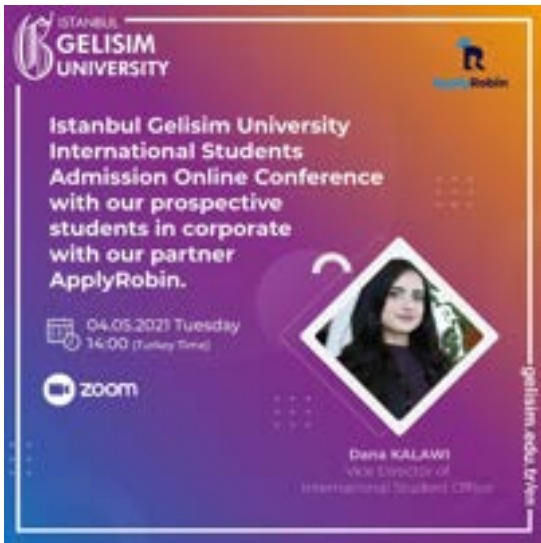 ISTANBUL
GELISIM
UNIVERSITY
ApplyRobin
Istanbul Gelisim University
International Students
Admission Online Conference
with our prospective
students in corporate
with our partner
ApplyRobin.
04.05.2021 Tuesday
14:00 (Turkey Time)
zoom
Dana KALAWI
Vice Director of
International Student Office
gelisim.edu.tr/en